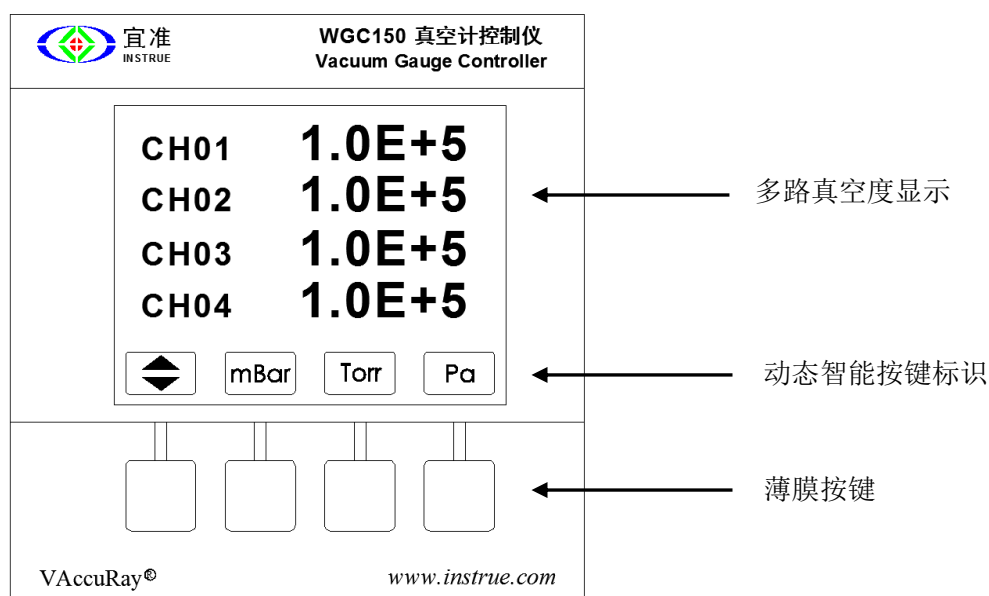 宜准
INSTRUE
WGC150 真空计控制仪
Vacuum Gauge Controller
CH01 1.0E+5
CH02 1.0E+5
CH03 1.0E+5
CH04 1.0E+5
多路真空度显示
mBar Torr Pa
动态智能按键标识
薄膜按键
VAccuRay®
www.instrue.com